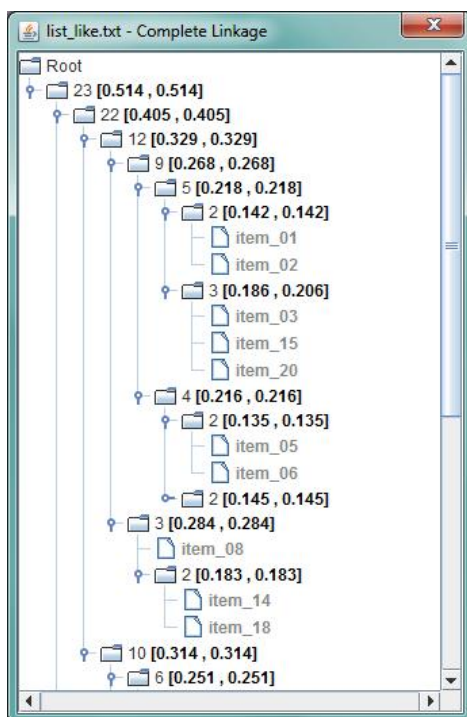 list_like.txt - Complete Linkage
Root
23 [0.514 , 0.514]
22 [0.405 , 0.405]
12 [0.329 , 0.329]
9 [0.268 , 0.268]
5 [0.218 , 0.218]
2 [0.142 , 0.142]
item_01
item_02
3 [0.186 , 0.206]
item_03
item_15
item_20
4 [0.216 , 0.216]
2 [0.135 , 0.135]
item_05
item_06
2 [0.145 , 0.145]
3 [0.284 , 0.284]
item_08
2 [0.183 , 0.183]
item_14
item_18
10 [0.314 , 0.314]
6 [0.251 , 0.251]